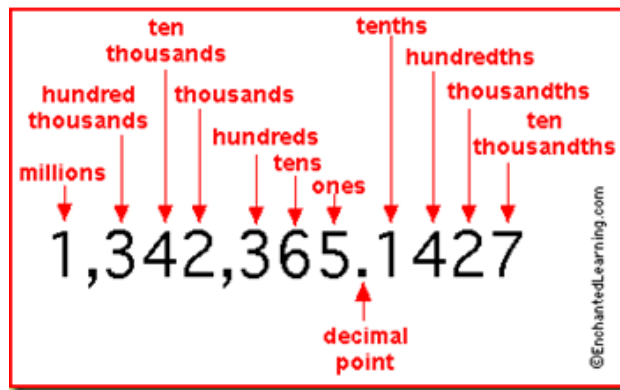 ten
thousands
tenths
hundredths
hundred
thousands
thousands
thousandths
hundreds
ten
thousandths
tens
millions
ones
1,342,365.1427
decimal
point
©EnchantedLearning.com